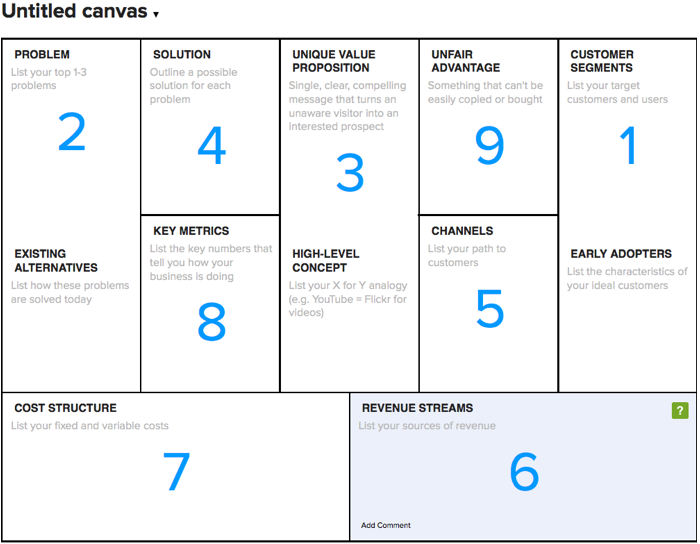 Untitled canvas ▾
PROBLEM
List your top 1-3
problems
2
EXISTING
ALTERNATIVES
List how these problems
are solved today
SOLUTION
Outline a possible
solution for each
problem
4
KEY METRICS
List the key numbers that
tell you how your
business is doing
8
UNIQUE VALUE
PROPOSITION
Single, clear, compelling
message that turns an
unaware visitor into an
interested prospect
3
HIGH-LEVEL
CONCEPT
List your X for Y analogy
(e.g. YouTube = Flickr for
videos)
UNFAIR
ADVANTAGE
Something that can't be
easily copied or bought
9
CHANNELS
List your path to
customers
5
CUSTOMER
SEGMENTS
List your target
customers and users
1
EARLY ADOPTERS
List the characteristics of
your ideal customers
COST STRUCTURE
List your fixed and variable costs
7
REVENUE STREAMS
?
List your sources of revenue
6
Add Comment